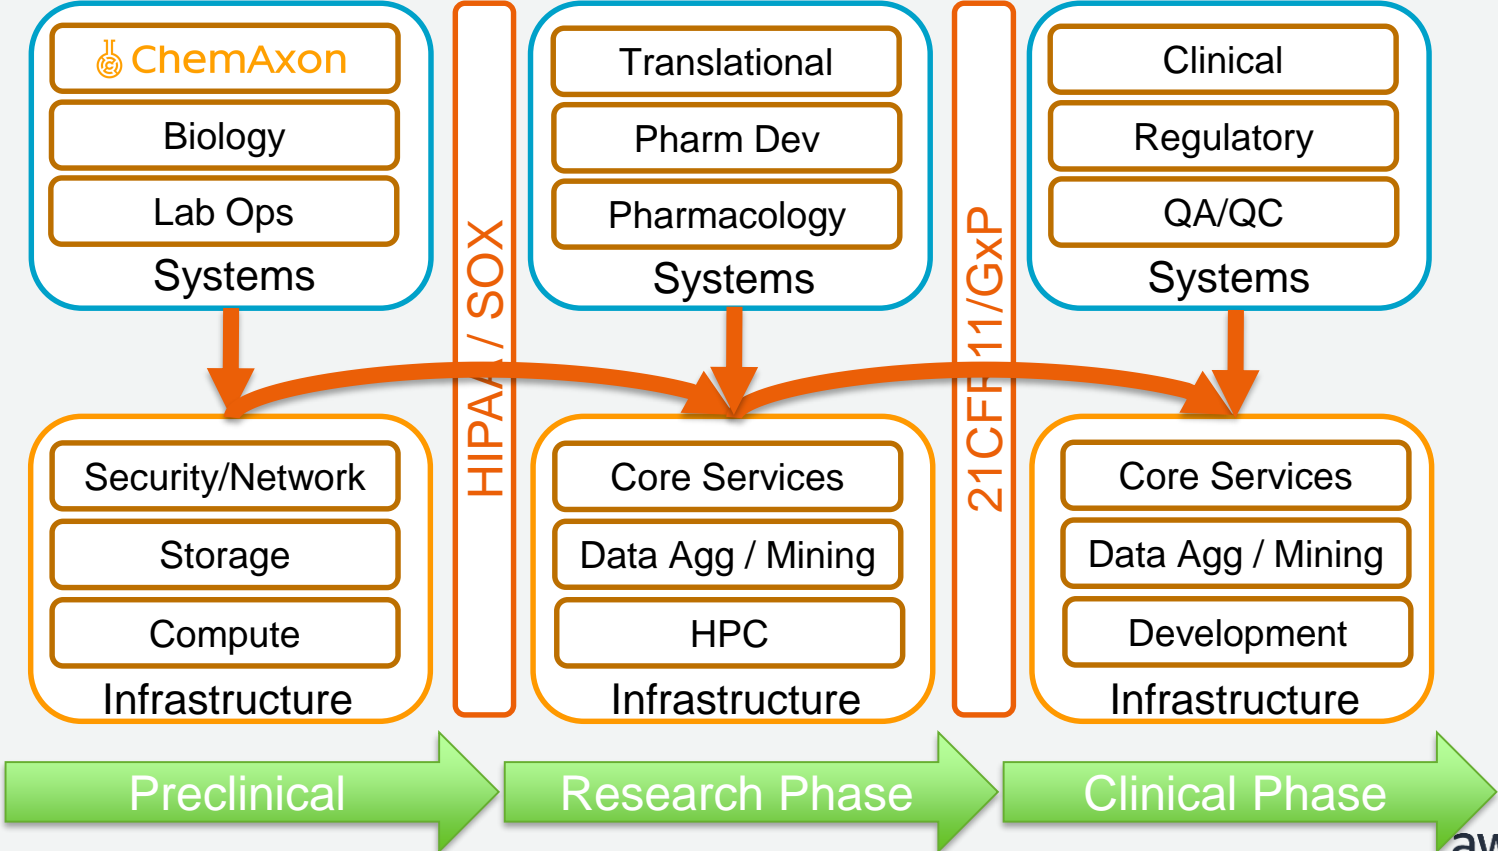 ChemAxon
Biology
Lab Ops
Systems
HIPAA / SOX
Translational
Pharm Dev
Pharmacology
Systems
21CFR11/GxP
Clinical
Regulatory
QA/QC
Systems
Security/Network
Storage
Compute
Infrastructure
Core Services
Data Agg / Mining
HPC
Infrastructure
Core Services
Data Agg / Mining
Development
Infrastructure
Preclinical
Research Phase
Clinical Phase